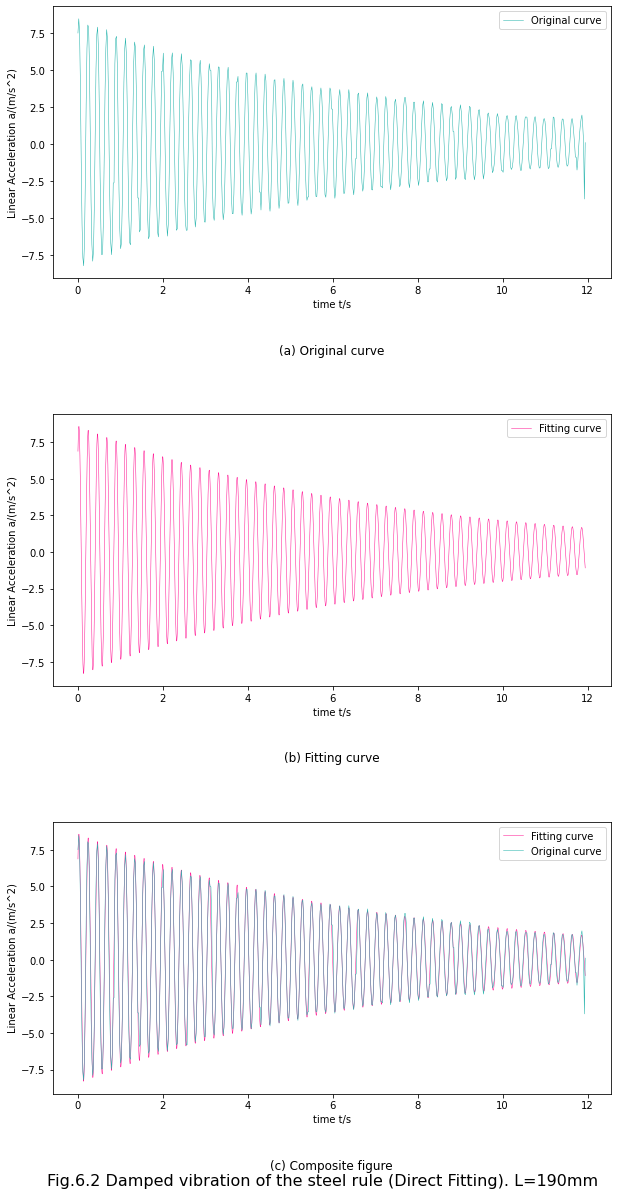 Original curve
7.5
5.0
2.5
0.0
−2.5
−5.0
−7.5
Linear Acceleration a/(m/s^2)
0 2 4 6 8 10 12
time t/s
(a) Original curve
Fitting curve
7.5
5.0
2.5
0.0
−2.5
−5.0
−7.5
Linear Acceleration a/(m/s^2)
0 2 4 6 8 10 12
time t/s
(b) Fitting curve
Fitting curve
Original curve
7.5
5.0
2.5
0.0
−2.5
−5.0
−7.5
Linear Acceleration a/(m/s^2)
0 2 4 6 8 10 12
time t/s
(c) Composite figure
Fig.6.2 Damped vibration of the steel rule (Direct Fitting). L=190mm